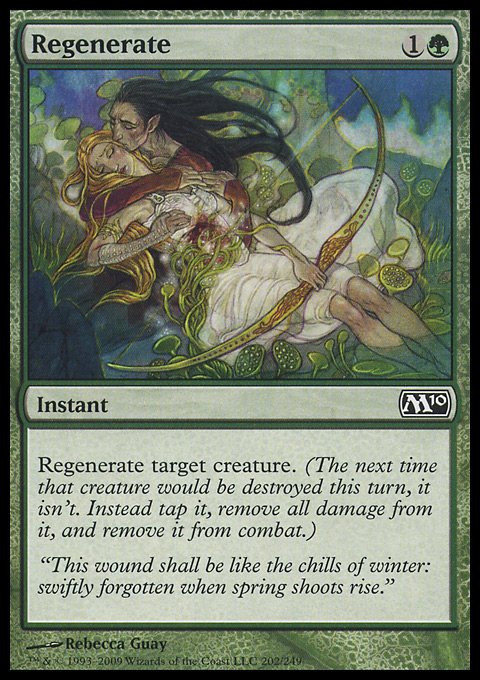 Regenerate 1
Instant M10
Regenerate target creature. (The next time
that creature would be destroyed this turn, it
isn't. Instead tap it, remove all damage from
it, and remove it from combat.)
"This wound shall be like the chills of winter:
swiftly forgotten when spring shoots rise."
Rebecca Guay
™ & © 1993–2009 Wizards of the Coast LLC 202/249